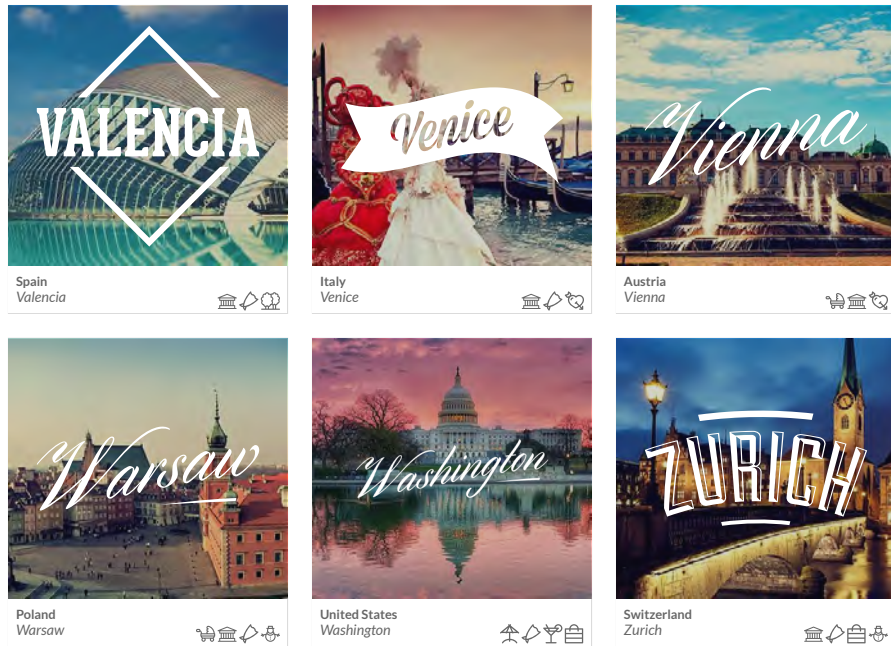 VALENCIA
Venice
Vienna
Spain
Valencia
Italy
Venice
Austria
Vienna
Warsaw
Washington
ZURICH
Poland
Warsaw
United States
Washington
Switzerland
Zurich